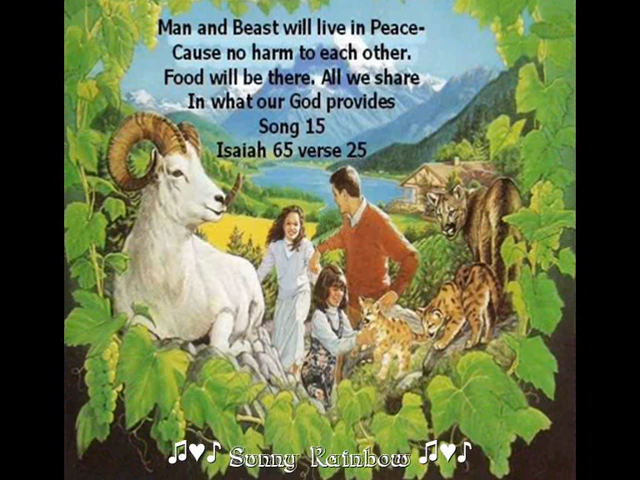 Man and Beast will live in Peace-
Cause no harm to each other.
Food will be there. All we share
In what our God provides
Song 15
Isaiah 65 verse 25
♫♥♪ Sunny Rainbow ♫♥♪